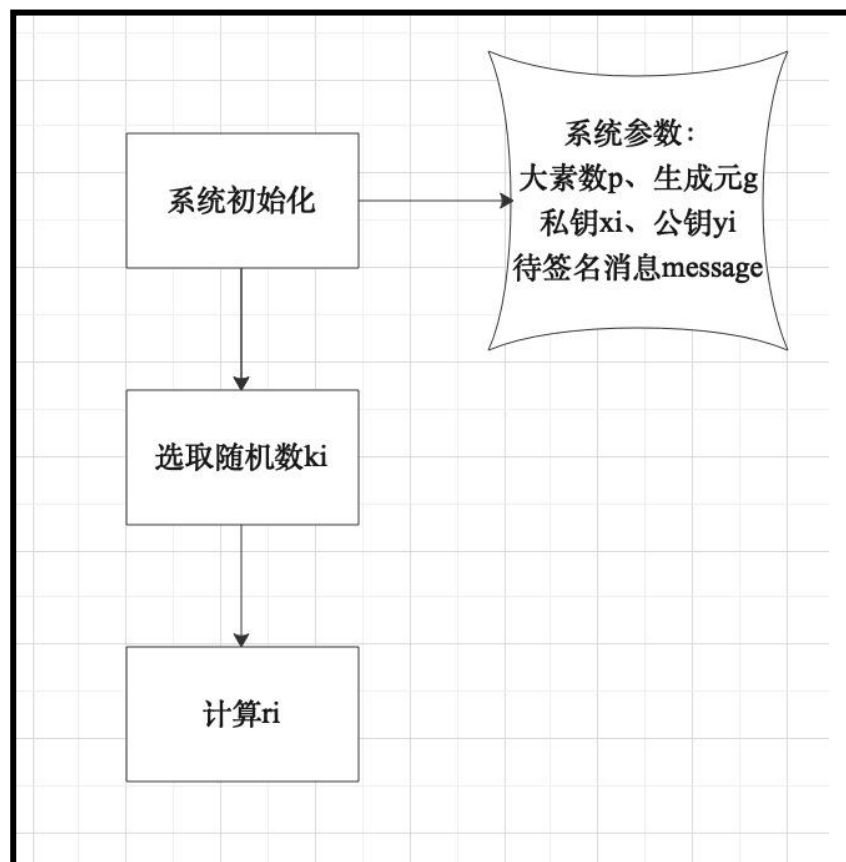 系统初始化
系统参数：
大素数p、生成元g
私钥xi、公钥yi
待签名消息message
选取随机数ki
计算ri